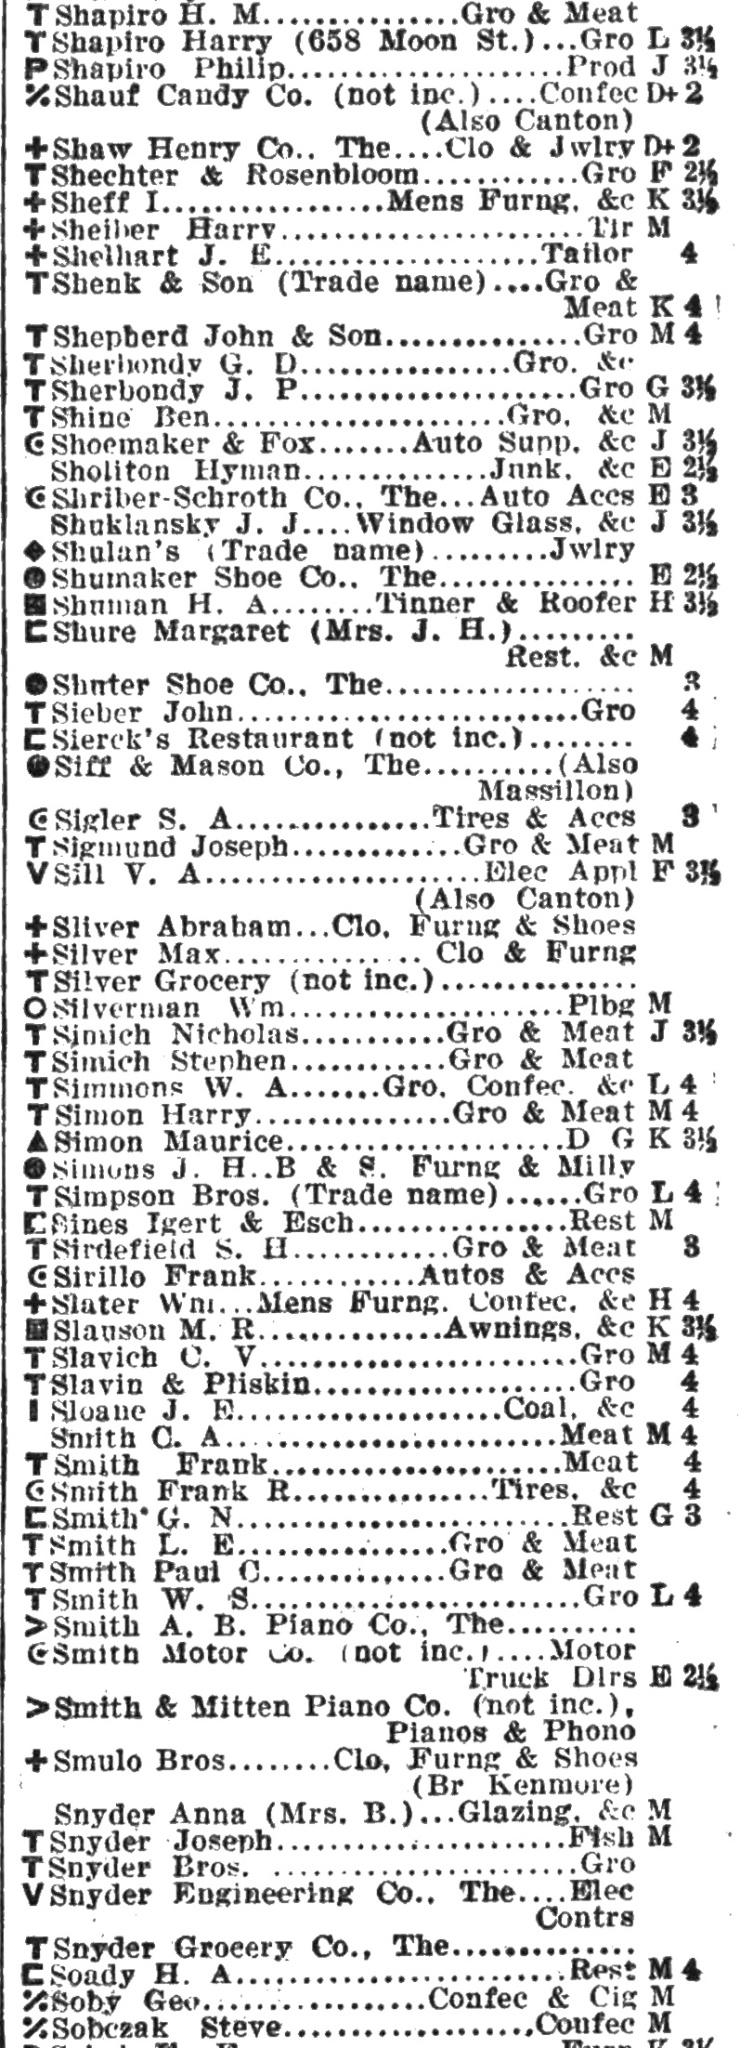 T Shapiro H. M...............Gro & Meat
T Shapiro Harry (658 Moon St.)...Gro L 3½
P Shapiro Philip.....................Prod J 3½
٪ Shauf Candy Co. (not inc.)....Confec D+ 2
(Also Canton)
+ Shaw Henry Co., The....Clo & Jwlry D+ 2
T Shechter & Rosenbloom............Gro F 2½
+ Sheff I.................Mens Furng, &c K 3½
+ Sheiber Harry.......................Tlr M
+ Shelhart J. E....................Tailor 4
T Shenk & Son (Trade name)....Gro &
Meat K 4
T Shepherd John & Son...............Gro M 4
T Sherbondy G. D................Gro, &c
T Sherbondy J. P.....................Gro G 3½
T Shine Ben......................Gro, &c M
C Shoemaker & Fox.......Auto Supp, &c J 3½
Sholiton Hyman..............Junk, &c E 2½
C Shriber-Schroth Co., The...Auto Accs E 3
Shuklansky J. J....Window Glass, &c J 3½
◆ Shulan's (Trade name).........Jwlry
● Shumaker Shoe Co., The............... E 2½
■ Shuman H. A........Tinner & Roofer H 3½
⊏ Shure Margaret (Mrs. J. H.).........
Rest, &c M
● Shuter Shoe Co., The................... 3
T Sieber John...........................Gro 4
⊏ Sierck's Restaurant (not inc.)........ 4
● Siff & Mason Co., The..........(Also
Massillon)
C Sigler S. A...............Tires & Accs 3
T Sigmund Joseph.............Gro & Meat M
V Sill V. A......................Elec Appl F 3½
(Also Canton)
+ Sliver Abraham...Clo, Furng & Shoes
+ Silver Max............... Clo & Furng
T Silver Grocery (not inc.)...............
O Silverman Wm.....................Plbg M
T Simich Nicholas...........Gro & Meat J 3½
T Simich Stephen............Gro & Meat
T Simmons W. A.......Gro, Confec, &c L 4
T Simon Harry...............Gro & Meat M 4
▲ Simon Maurice.....................D G K 3½
● Simons J. H..B & S, Furng & Milly
T Simpson Bros. (Trade name)......Gro L 4
⊏ Sines Igert & Esch................Rest M
T Sirdefield S. H............Gro & Meat 3
C Sirillo Frank............Autos & Accs
+ Slater Wm...Mens Furng, Confec, &c H 4
■ Slauson M. R..............Awnings, &c K 3½
T Slavich C. V........................Gro M 4
T Slavin & Pliskin....................Gro 4
I Sloane J. E....................Coal, &c 4
Smith C. A.........................Meat M 4
T Smith Frank......................Meat 4
C Smith Frank R...............Tires, &c 4
⊏ Smith G. N.........................Rest G 3
T Smith L. E................Gro & Meat
T Smith Paul C..............Gro & Meat
T Smith W. S.........................Gro L 4
> Smith A. B. Piano Co., The..........
C Smith Motor Co. (not inc.)....Motor
Truck Dlrs E 2½
> Smith & Mitten Piano Co. (not inc.),
Pianos & Phono
+ Smulo Bros........Clo, Furng & Shoes
(Br Kenmore)
Snyder Anna (Mrs. B.)...Glazing, &c M
T Snyder Joseph......................Fish M
T Snyder Bros. .......................Gro
V Snyder Engineering Co., The....Elec
Contrs
T Snyder Grocery Co., The..............
⊏ Soady H. A.........................Rest M 4
٪ Soby Geo.................Confec & Cig M
٪ Sobczak Steve...................Confec M